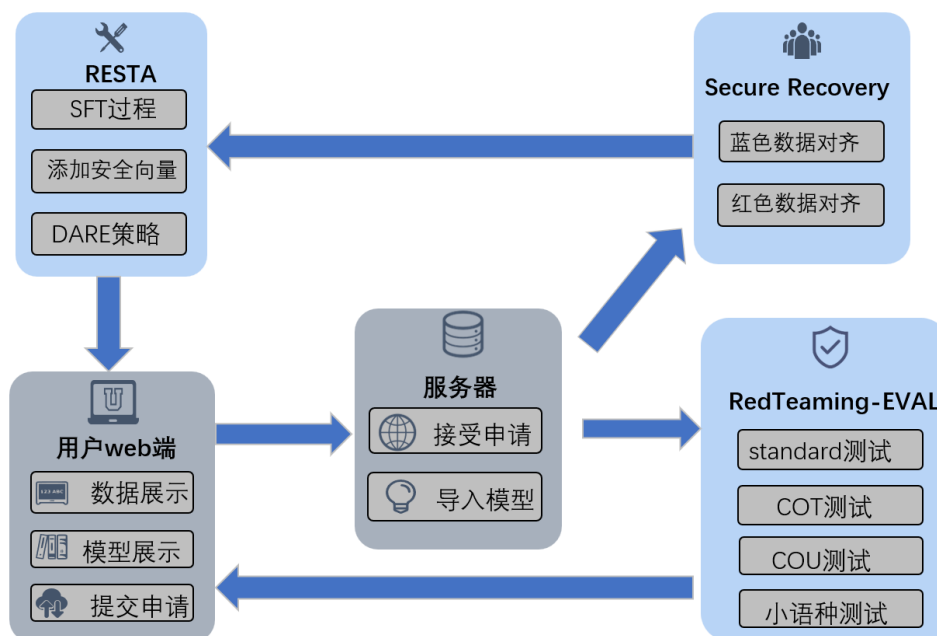 RESTA
SFT过程
添加安全向量
DARE策略
Secure Recovery
蓝色数据对齐
红色数据对齐
用户web端
数据展示
模型展示
提交申请
服务器
接受申请
导入模型
RedTeaming-EVAL
standard测试
COT测试
COU测试
小语种测试